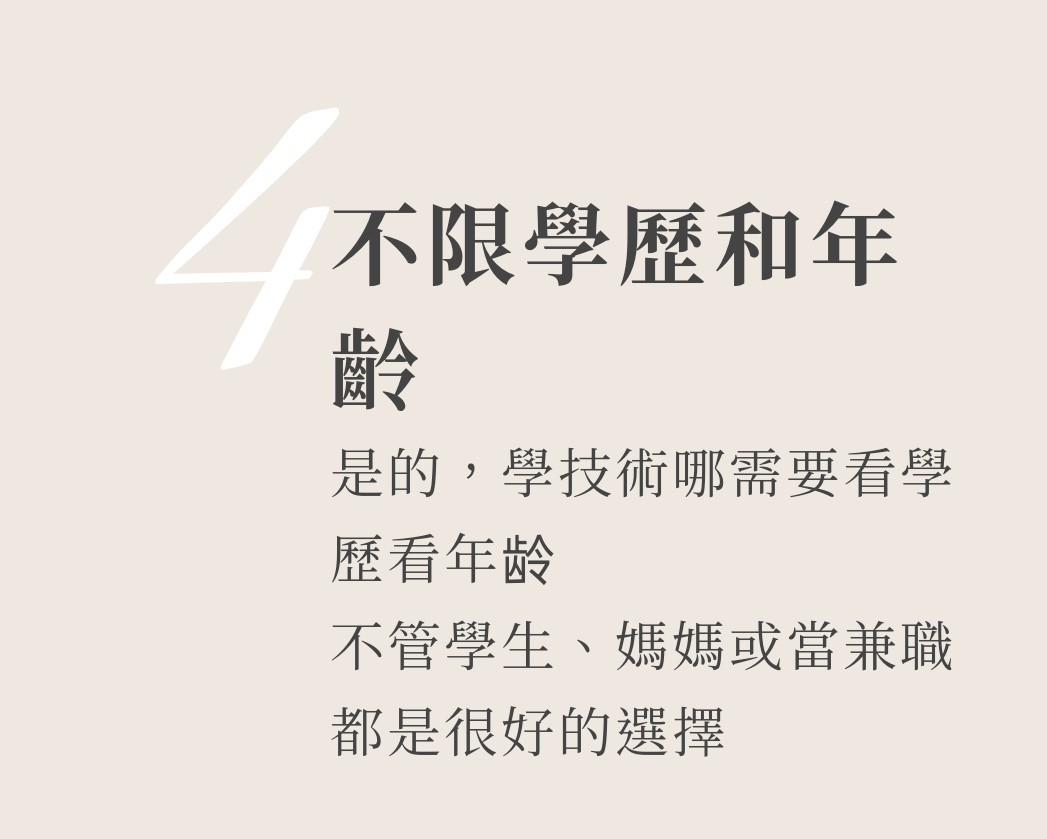 4
不限學歷和年
齡
是的，學技術哪需要看學
歷看年龄
不管學生、媽媽或當兼職
都是很好的選擇